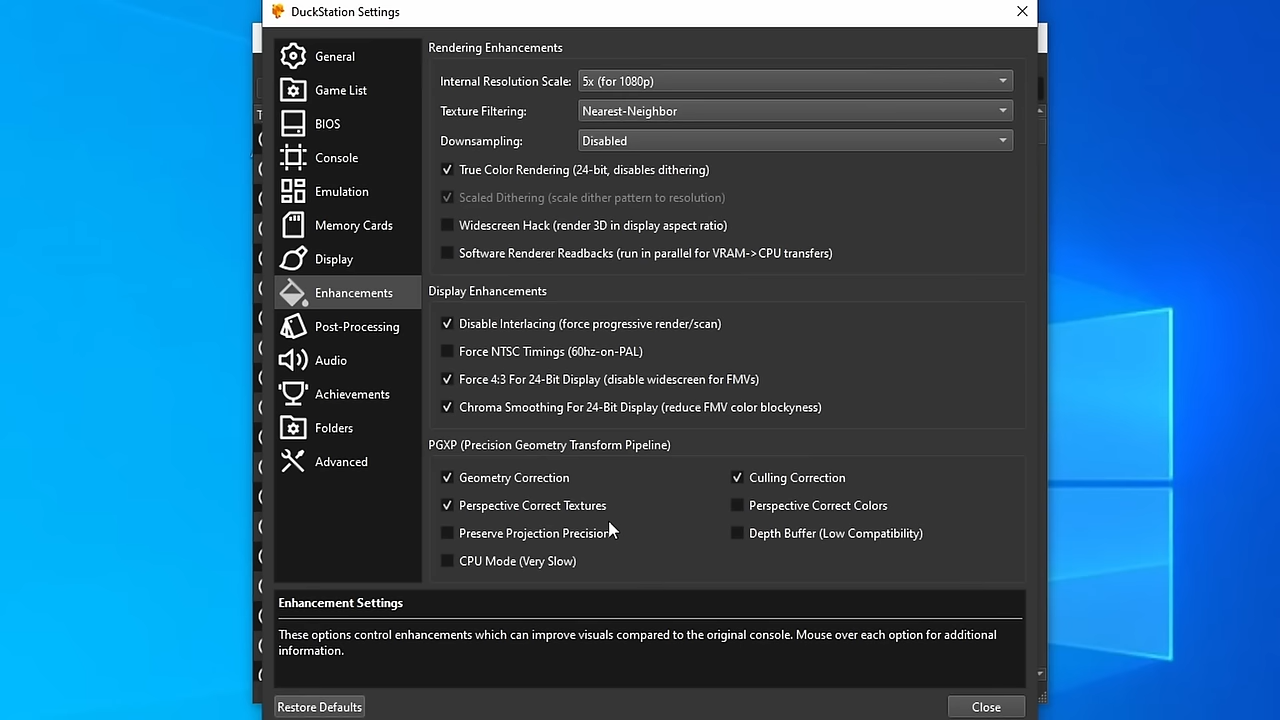 DuckStation Settings
General
Game List
BIOS
Console
Emulation
Memory Cards
Display
Enhancements
Post-Processing
Audio
Achievements
Folders
Advanced
Rendering Enhancements
Internal Resolution Scale: 5x (for 1080p)
Texture Filtering: Nearest-Neighbor
Downsampling: Disabled
True Color Rendering (24-bit, disables dithering)
Scaled Dithering (scale dither pattern to resolution)
Widescreen Hack (render 3D in display aspect ratio)
Software Renderer Readbacks (run in parallel for VRAM->CPU transfers)
Display Enhancements
Disable Interlacing (force progressive render/scan)
Force NTSC Timings (60hz-on-PAL)
Force 4:3 For 24-Bit Display (disable widescreen for FMVs)
Chroma Smoothing For 24-Bit Display (reduce FMV color blockyness)
PGXP (Precision Geometry Transform Pipeline)
Geometry Correction Culling Correction
Perspective Correct Textures Perspective Correct Colors
Preserve Projection Precision Depth Buffer (Low Compatibility)
CPU Mode (Very Slow)
Enhancement Settings
These options control enhancements which can improve visuals compared to the original console. Mouse over each option for additional
information.
Restore Defaults Close